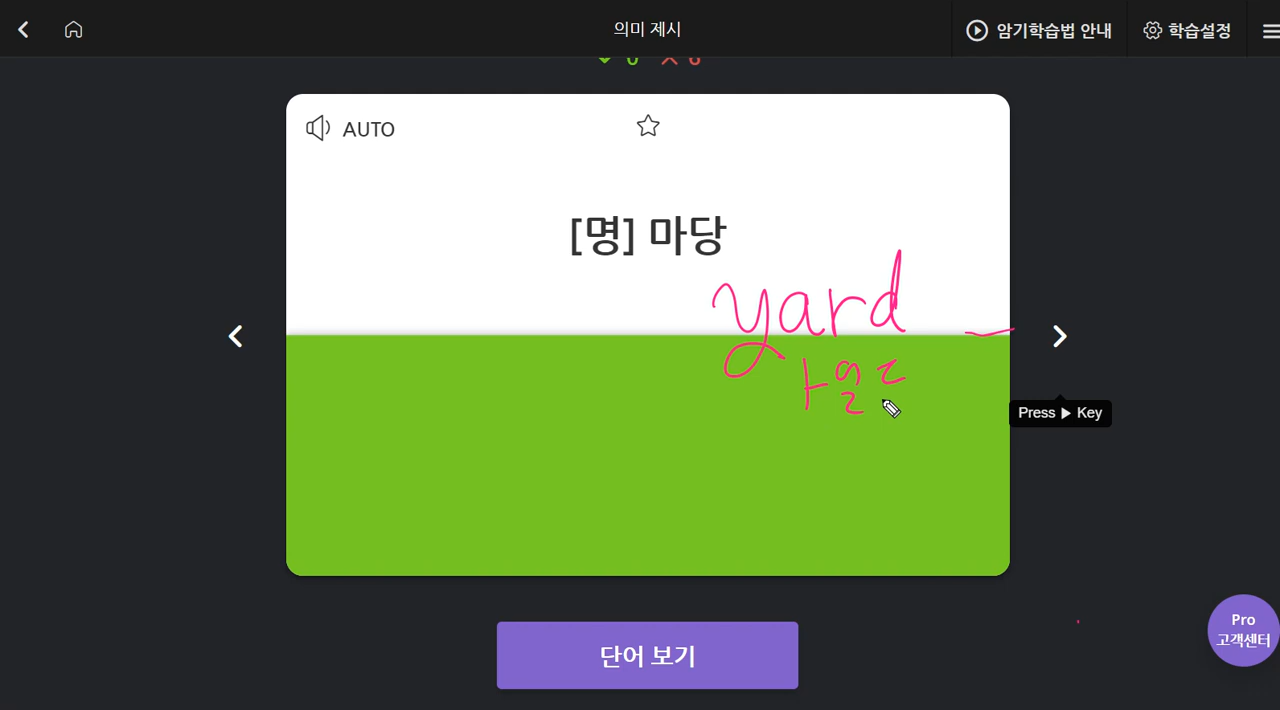 의미 제시
암기학습법 안내
학습설정
AUTO
[명] 마당
yard
Press ▶ Key
단어 보기
Pro
고객센터